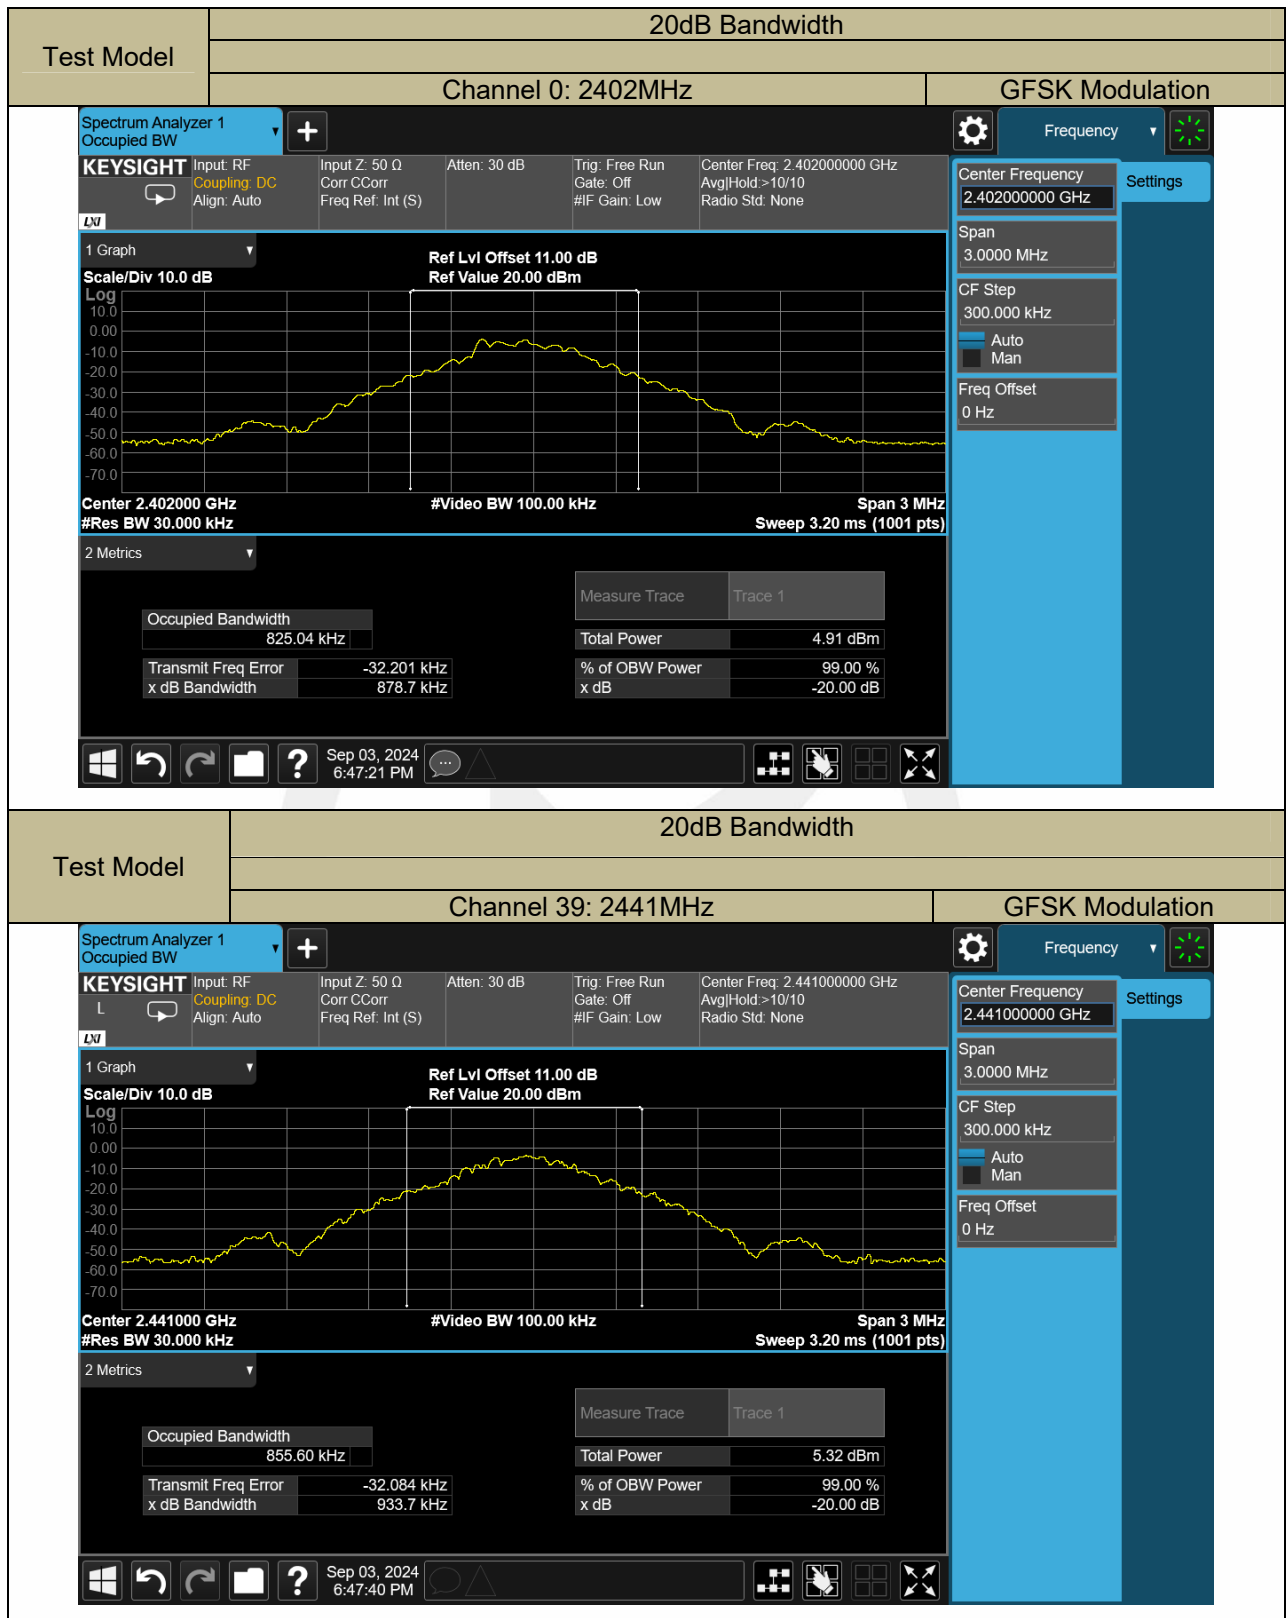 20dB Bandwidth
Test Model
Channel 0: 2402MHz GFSK Modulation
Spectrum Analyzer 1
Occupied BW
Frequency
KEYSIGHT Input: RF Input Z: 50 Ω Atten: 30 dB Trig: Free Run Center Freq: 2.402000000 GHz
Coupling: DC Corr CCorr Gate: Off Avg|Hold:>10/10
Align: Auto Freq Ref: Int (S) #IF Gain: Low Radio Std: None
LXI
Center Frequency
2.402000000 GHz
Settings
Span
3.0000 MHz
CF Step
300.000 kHz
Auto
Man
Freq Offset
0 Hz
1 Graph
Ref Lvl Offset 11.00 dB
Scale/Div 10.0 dB Ref Value 20.00 dBm
Log
10.0
0.00
-10.0
-20.0
-30.0
-40.0
-50.0
-60.0
-70.0
Center 2.402000 GHz #Video BW 100.00 kHz Span 3 MHz
#Res BW 30.000 kHz Sweep 3.20 ms (1001 pts)
2 Metrics
Measure Trace Trace 1
Occupied Bandwidth
825.04 kHz Total Power 4.91 dBm
Transmit Freq Error -32.201 kHz % of OBW Power 99.00 %
x dB Bandwidth 878.7 kHz x dB -20.00 dB
Sep 03, 2024
6:47:21 PM
20dB Bandwidth
Test Model
Channel 39: 2441MHz GFSK Modulation
Spectrum Analyzer 1
Occupied BW
Frequency
KEYSIGHT Input: RF Input Z: 50 Ω Atten: 30 dB Trig: Free Run Center Freq: 2.441000000 GHz
L Coupling: DC Corr CCorr Gate: Off Avg|Hold:>10/10
Align: Auto Freq Ref: Int (S) #IF Gain: Low Radio Std: None
LXI
Center Frequency
2.441000000 GHz
Settings
Span
3.0000 MHz
CF Step
300.000 kHz
Auto
Man
Freq Offset
0 Hz
1 Graph
Ref Lvl Offset 11.00 dB
Scale/Div 10.0 dB Ref Value 20.00 dBm
Log
10.0
0.00
-10.0
-20.0
-30.0
-40.0
-50.0
-60.0
-70.0
Center 2.441000 GHz #Video BW 100.00 kHz Span 3 MHz
#Res BW 30.000 kHz Sweep 3.20 ms (1001 pts)
2 Metrics
Measure Trace Trace 1
Occupied Bandwidth
855.60 kHz Total Power 5.32 dBm
Transmit Freq Error -32.084 kHz % of OBW Power 99.00 %
x dB Bandwidth 933.7 kHz x dB -20.00 dB
Sep 03, 2024
6:47:40 PM